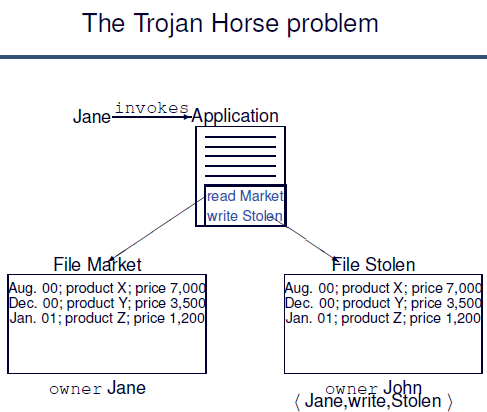 The Trojan Horse problem
Jane invokes Application
read Market
write Stolen
File Market
Aug. 00; product X; price 7,000
Dec. 00; product Y; price 3,500
Jan. 01; product Z; price 1,200
owner Jane
File Stolen
Aug. 00; product X; price 7,000
Dec. 00; product Y; price 3,500
Jan. 01; product Z; price 1,200
owner John
⟨ Jane,write,Stolen ⟩